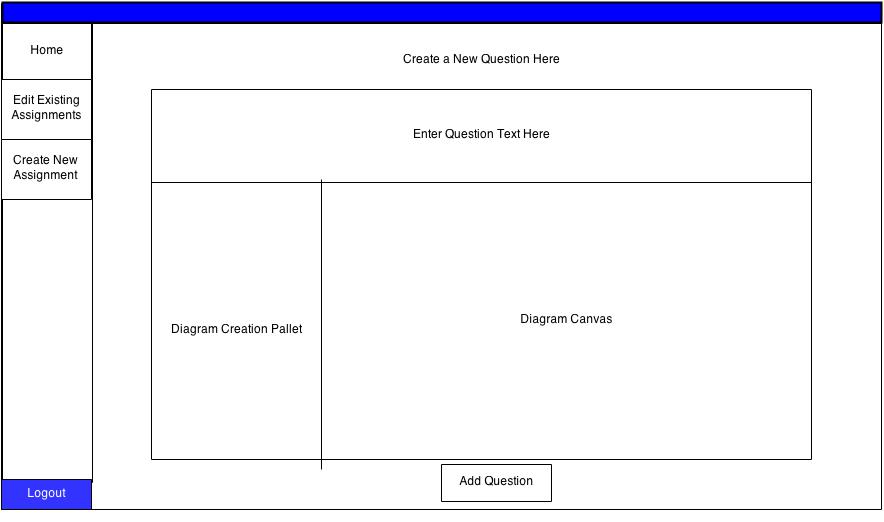 Home
Create a New Question Here
Edit Existing
Assignments
Enter Question Text Here
Create New
Assignment
Diagram Creation Pallet
Diagram Canvas
Add Question
Logout